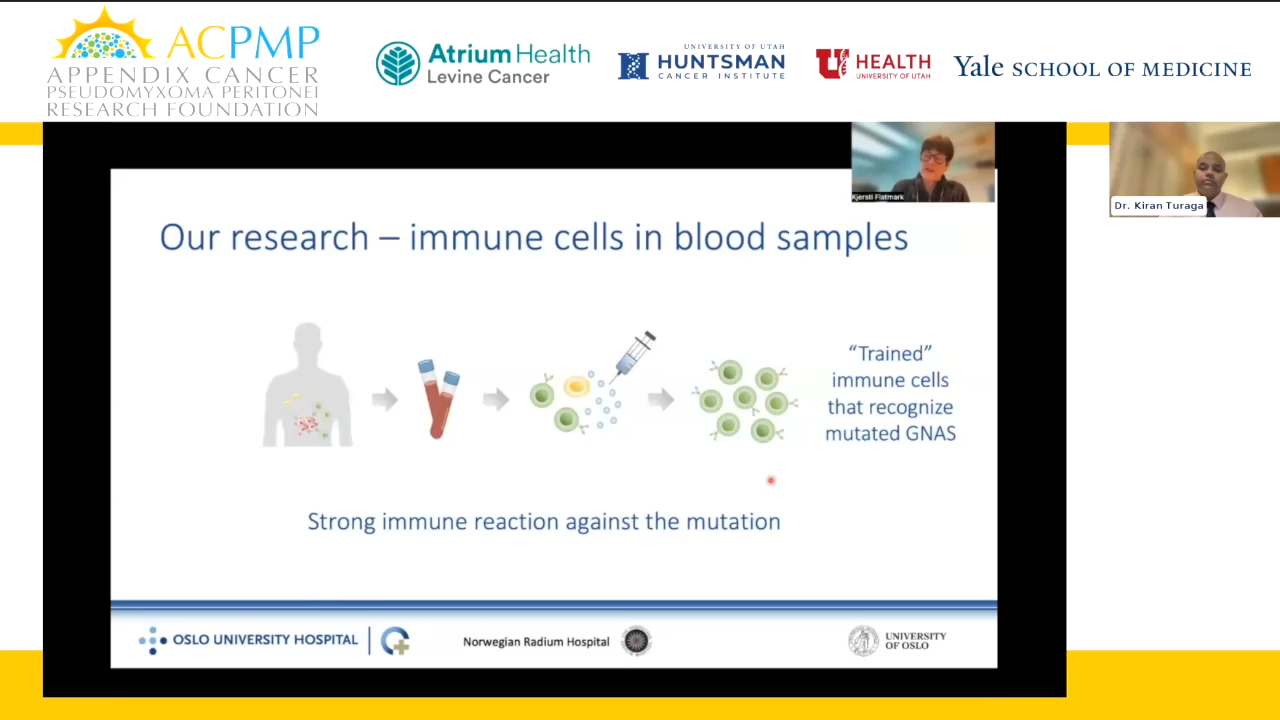 ACPMP
APPENDIX CANCER
PSEUDOMYXOMA PERITONEI
RESEARCH FOUNDATION
Atrium Health
Levine Cancer
UNIVERSITY OF UTAH
HUNTSMAN
CANCER INSTITUTE
U
HEALTH
UNIVERSITY OF UTAH
Yale SCHOOL OF MEDICINE
Kjersti Flatmark
Dr. Kiran Turaga
Our research – immune cells in blood samples
“Trained”
immune cells
that recognize
mutated GNAS
Strong immune reaction against the mutation
OSLO UNIVERSITY HOSPITAL
Norwegian Radium Hospital
UNIVERSITY
OF OSLO